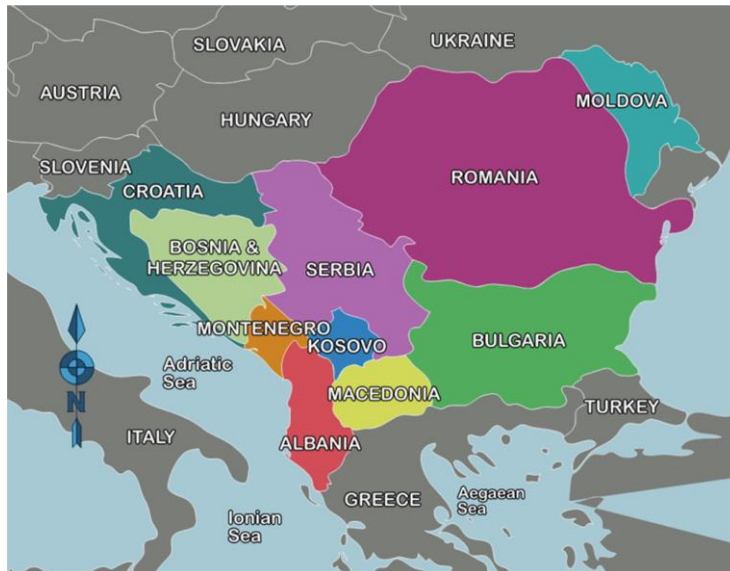 UKRAINE
SLOVAKIA
AUSTRIA
MOLDOVA
HUNGARY
SLOVENIA
ROMANIA
CROATIA
BOSNIA &
HERZEGOVINA
SERBIA
MONTENEGRO
KOSOVO
BULGARIA
Adriatic
Sea
MACEDONIA
TURKEY
N
ITALY
ALBANIA
GREECE
Aegaean
Sea
Ionian
Sea